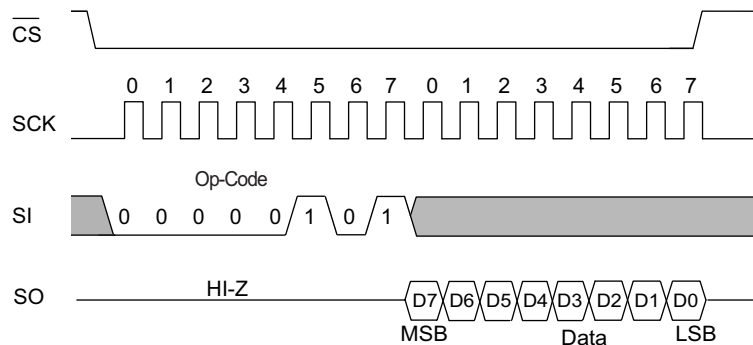 CS
0 1 2 3 4 5 6 7 0 1 2 3 4 5 6 7
SCK
Op-Code
SI 0 0 0 0 0 1 0 1
HI-Z
SO D7 D6 D5 D4 D3 D2 D1 D0
MSB Data LSB